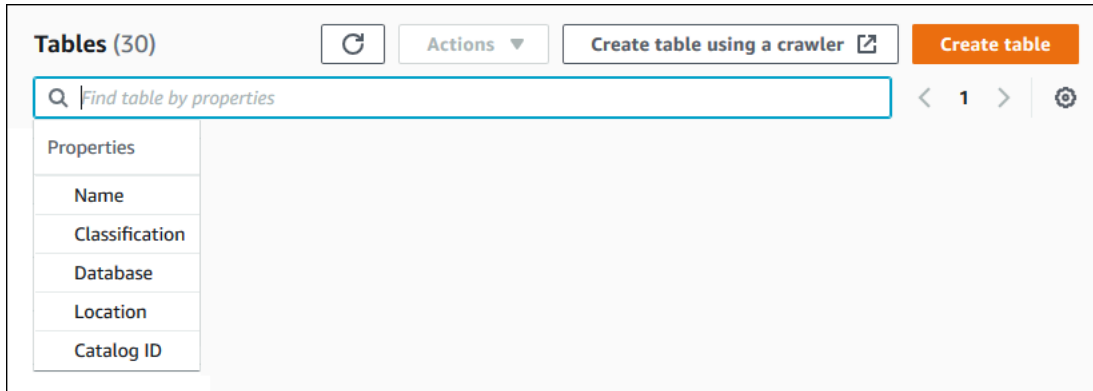 Tables (30)
Actions
Create table using a crawler
Create table
Find table by properties
1
Properties
Name
Classification
Database
Location
Catalog ID